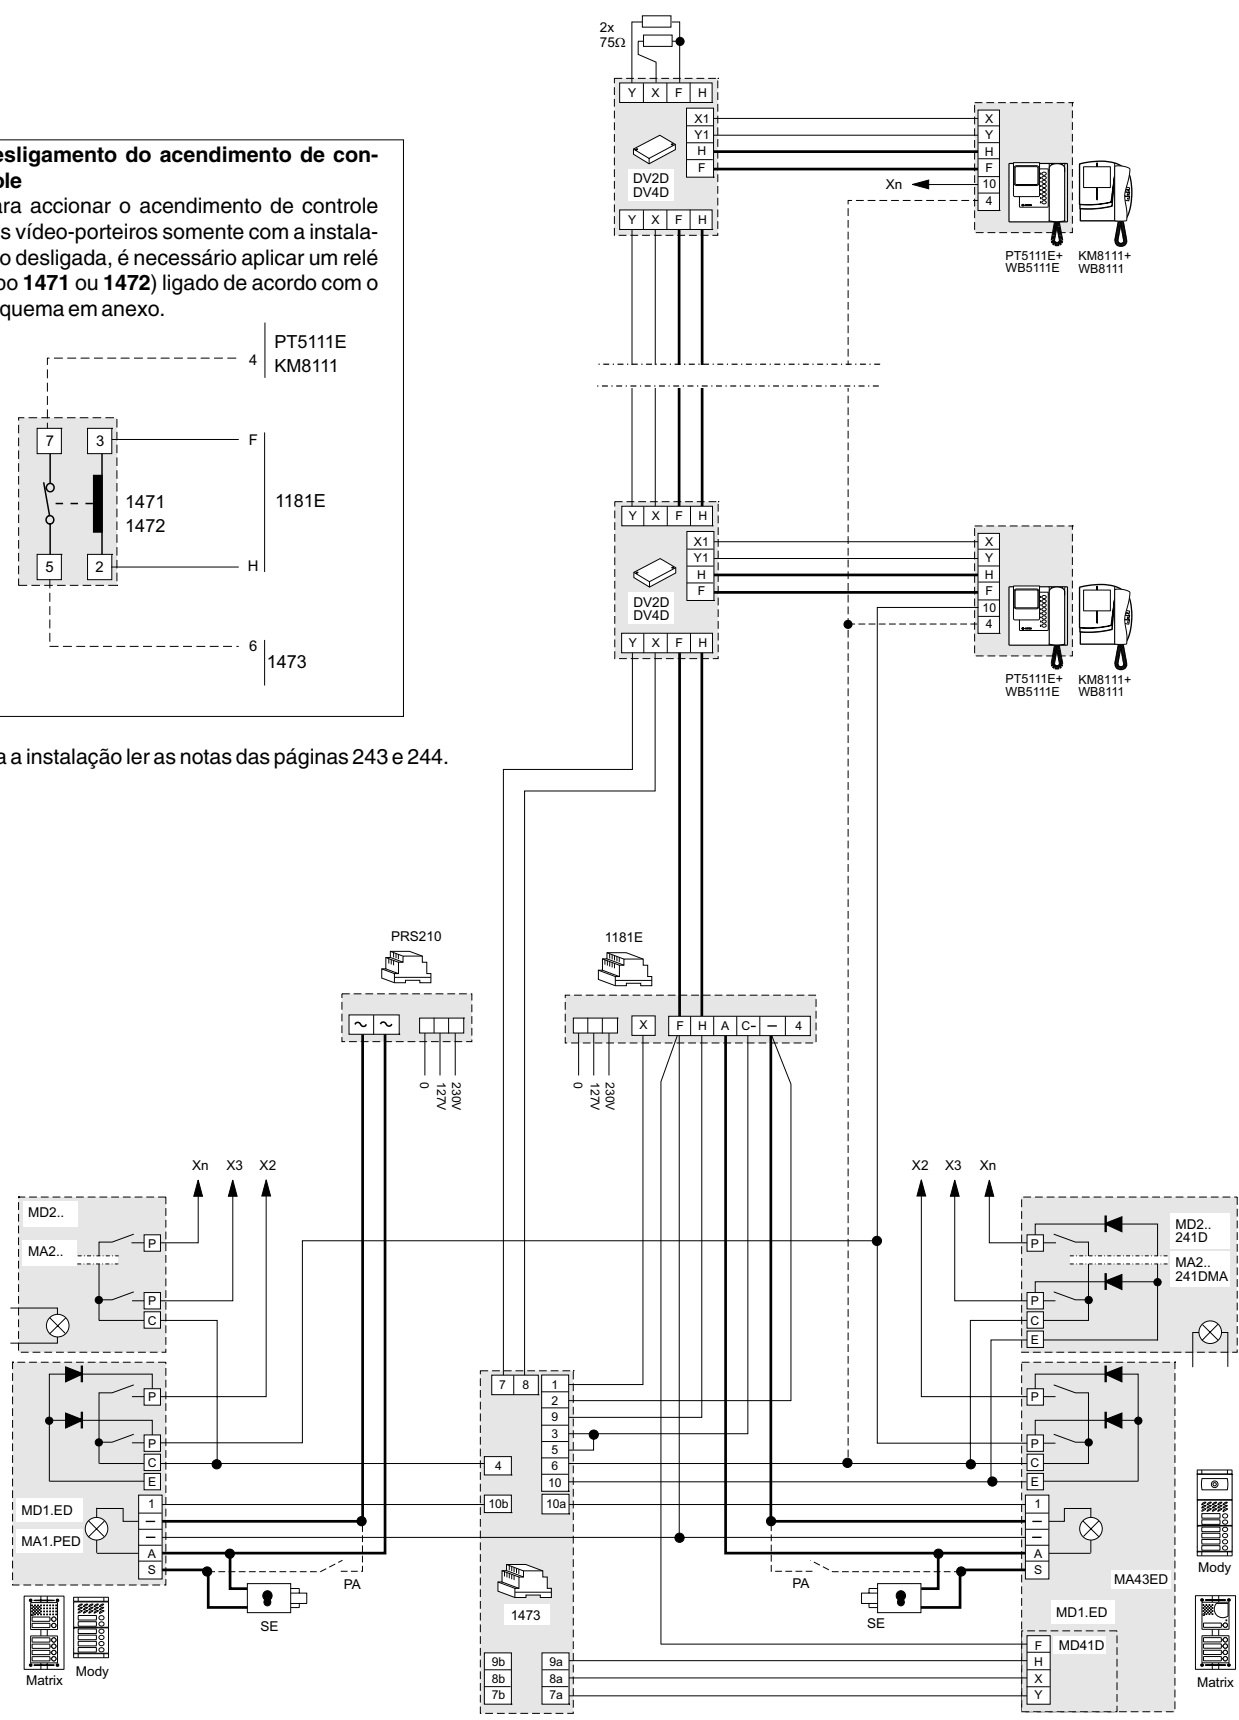 2x
75Ω
Y X F H
X1
Y1
H
F
DV2D
DV4D
Y X F H
X
Y
H
F
10
4
Xn
PT5111E+
WB5111E
KM8111+
WB8111
esligamento do acendimento de con-
ole
ara accionar o acendimento de controle
s vídeo-porteiros somente com a instala-
o desligada, é necessário aplicar um relé
po 1471 ou 1472) ligado de acordo com o
quema em anexo.
4
PT5111E
KM8111
7 3
F
1471
1472
1181E
5 2
H
6
1473
Y X F H
X1
Y1
H
F
DV2D
DV4D
Y X F H
X
Y
H
F
10
4
PT5111E+
WB5111E
KM8111+
WB8111
a a instalação ler as notas das páginas 243 e 244.
PRS210
1181E
~ ~
0
127V
230V
X F H A C- — 4
0
127V
230V
Xn X3 X2
X2 X3 Xn
MD2..
MA2..
P
P
C
P
P
C
E
MD1.ED
MA1.PED
1
—
—
A
S
PA
SE
Matrix
Mody
7 8
1
2
9
3
5
6
10
4
10b
10a
1473
9b
8b
7b
9a
8a
7a
MD2..
241D
MA2..
241DMA
P
P
C
E
P
P
C
E
1
—
—
A
S
PA
SE
MA43ED
MD1.ED
MD41D
F
H
X
Y
Mody
Matrix